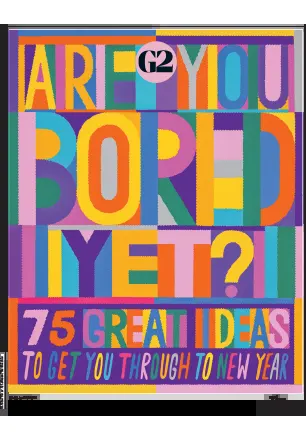 G2
ARE YOU
BORED
YET?
75 GREAT IDEAS
TO GET YOU THROUGH TO NEW YEAR